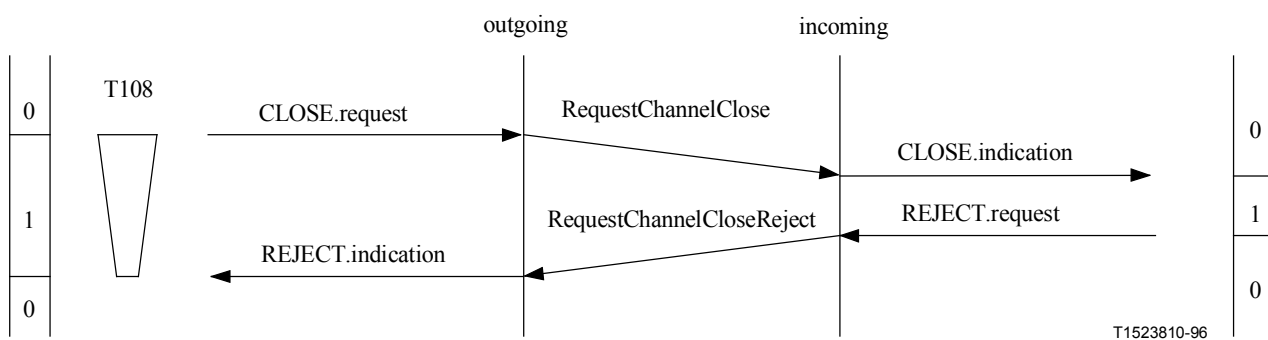 outgoing
incoming
T108
0
CLOSE.request
RequestChannelClose
0
CLOSE.indication
1
RequestChannelCloseReject
REJECT.request
1
REJECT.indication
0
0
T1523810-96